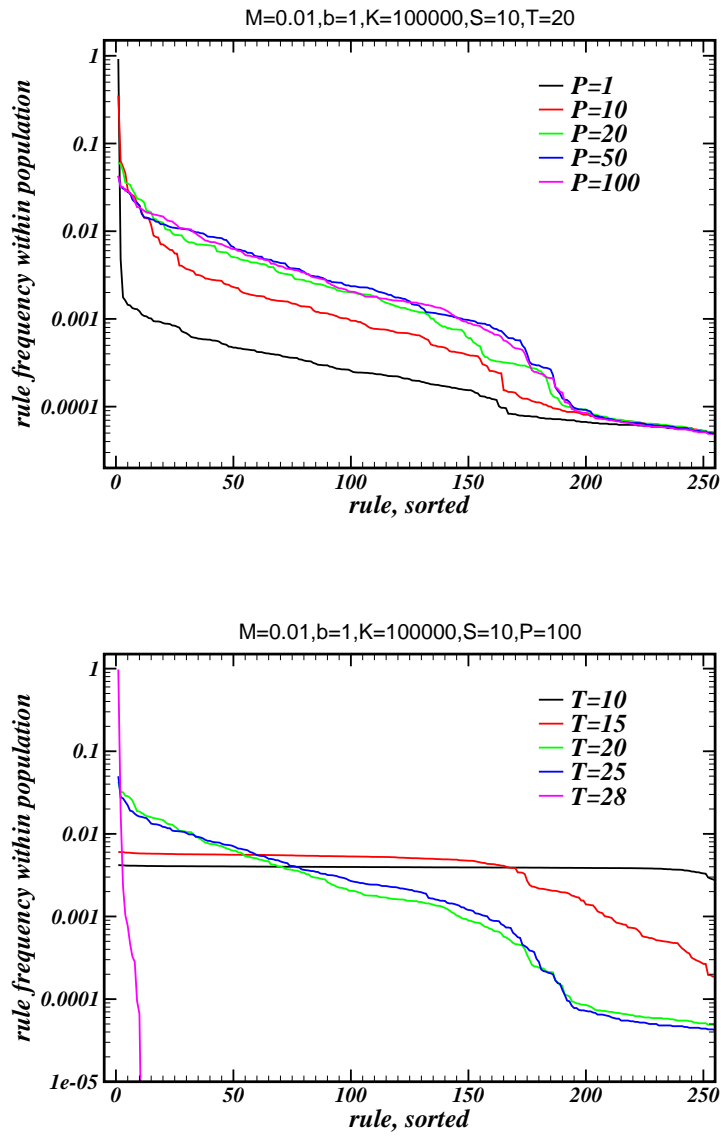 M=0.01,b=1,K=100000,S=10,T=20
rule frequency within population
1
0.1
0.01
0.001
0.0001
P=1
P=10
P=20
P=50
P=100
0 50 100 150 200 250
rule, sorted
M=0.01,b=1,K=100000,S=10,P=100
rule frequency within population
1
0.1
0.01
0.001
0.0001
1e-05
T=10
T=15
T=20
T=25
T=28
0 50 100 150 200 250
rule, sorted